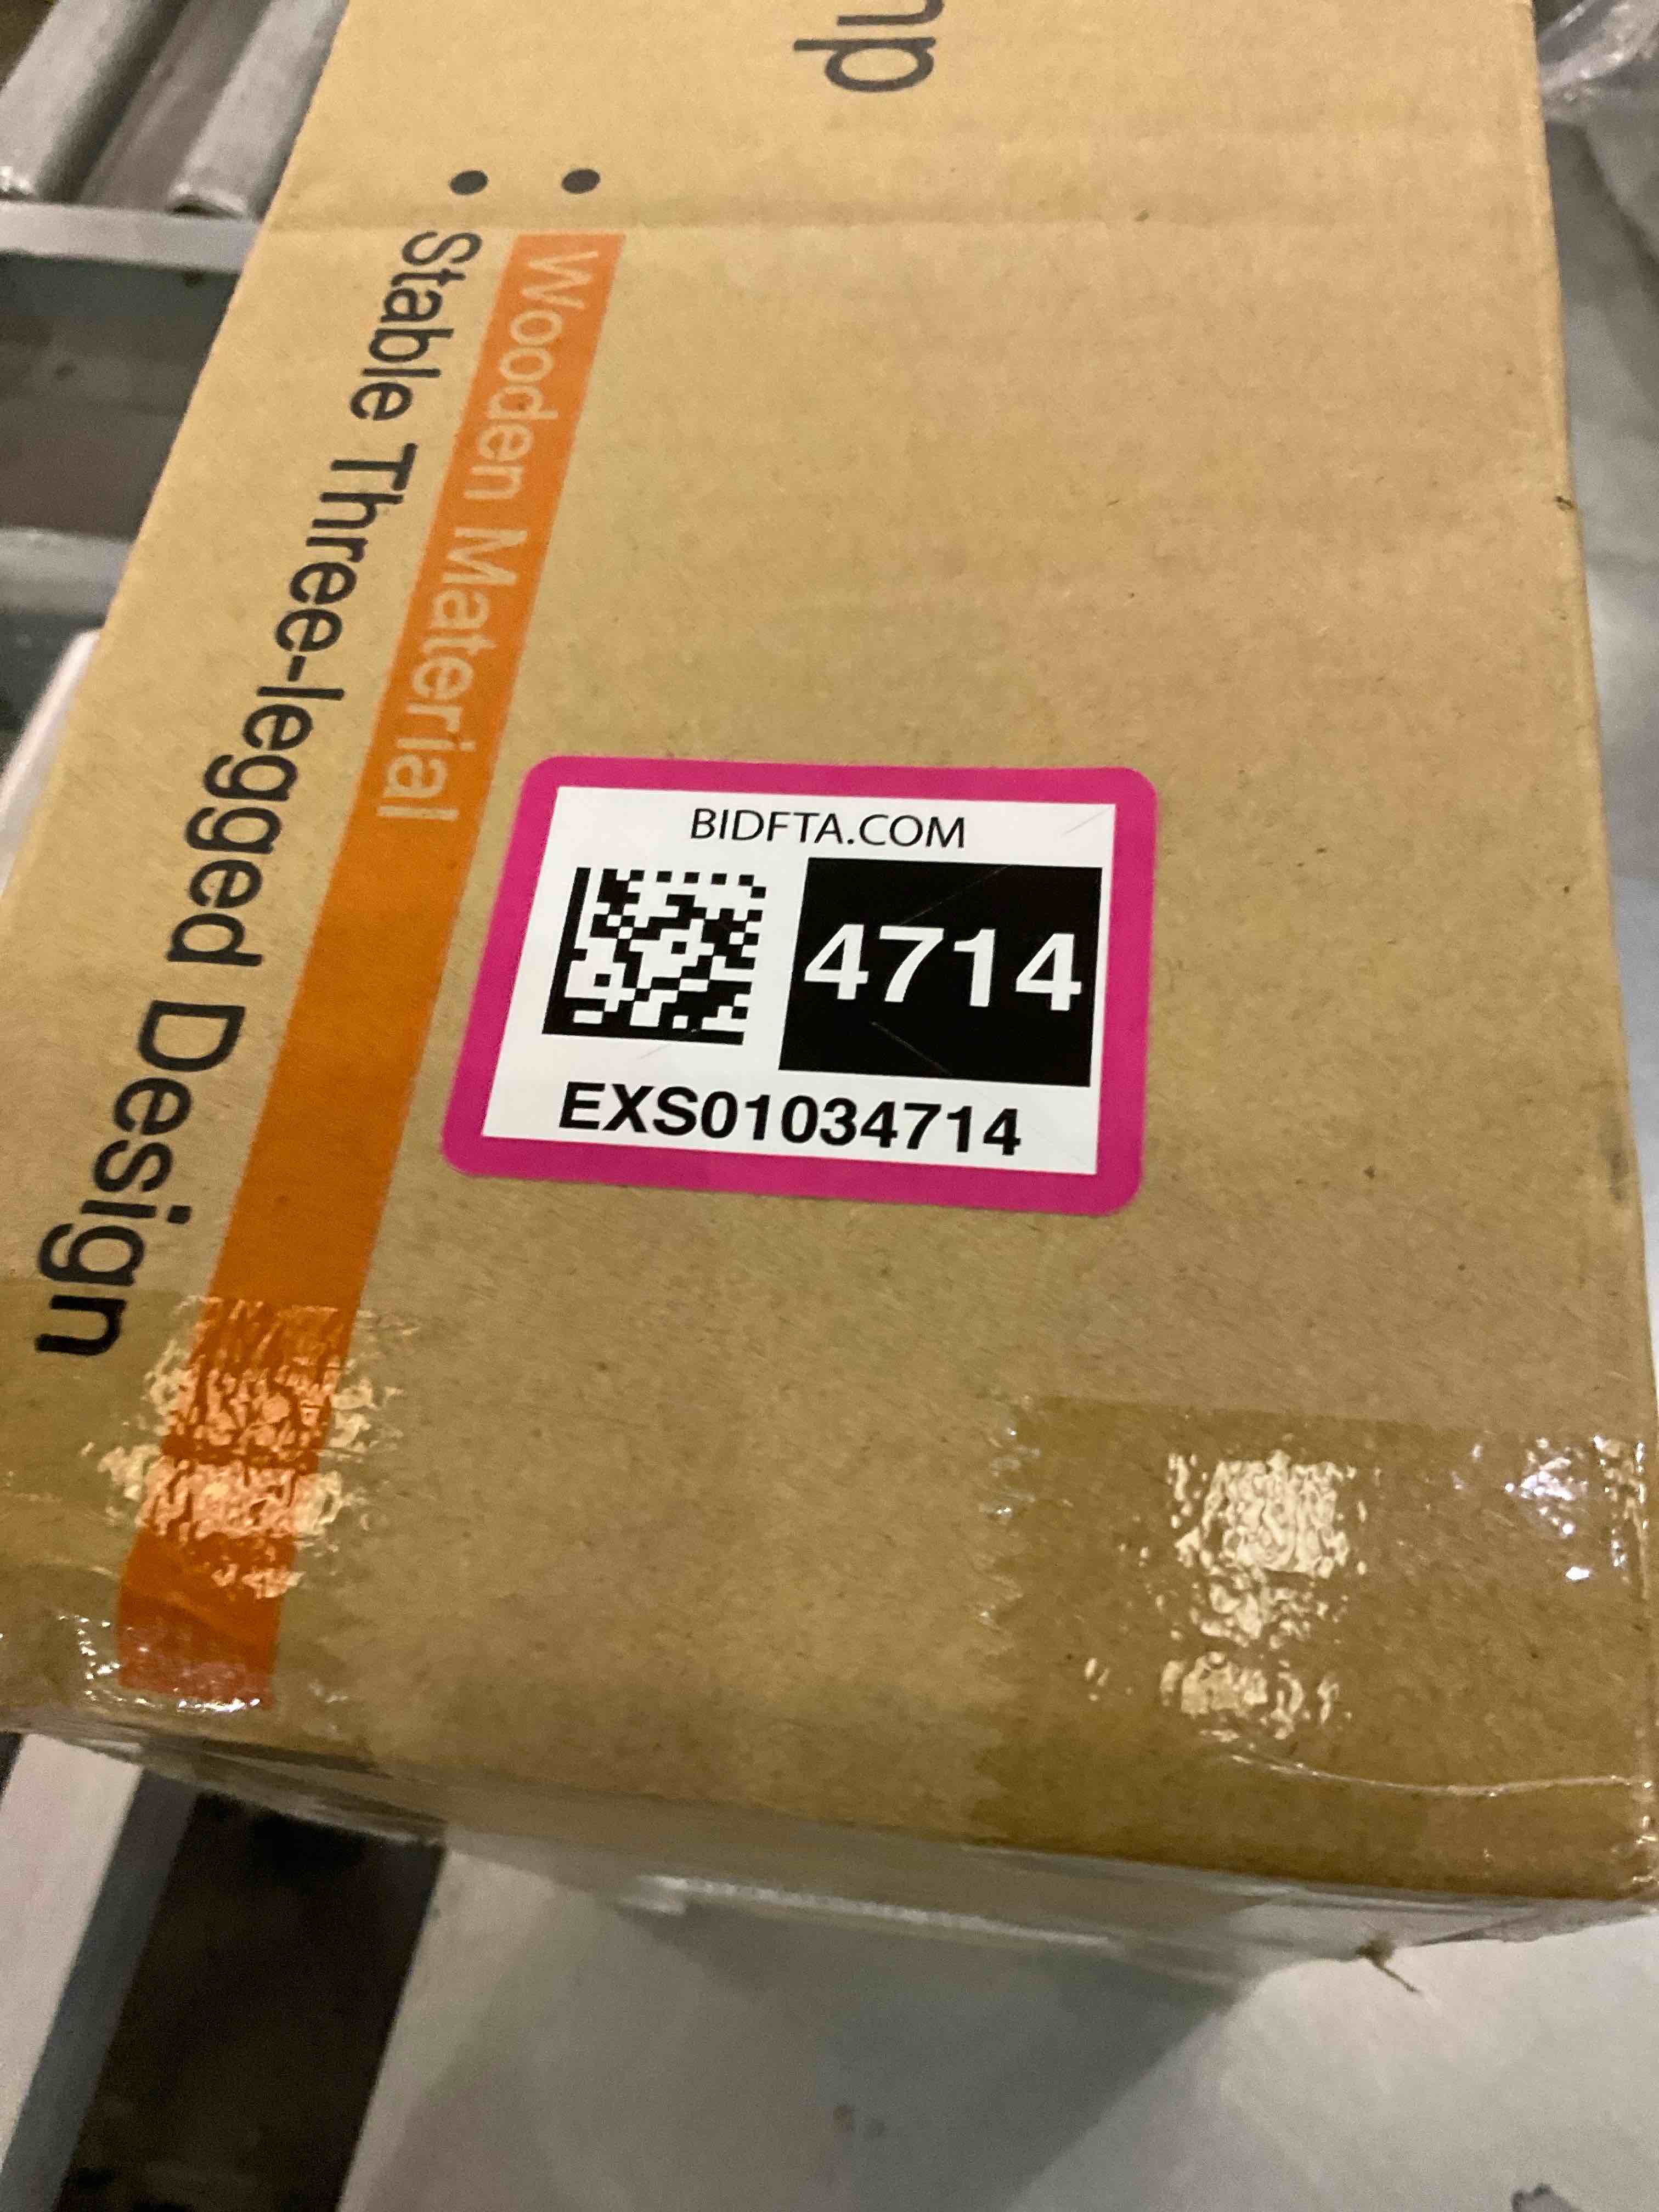 • Wooden Material
• Stable Three-legged Design
BIDFTA.COM
4714
EXS01034714